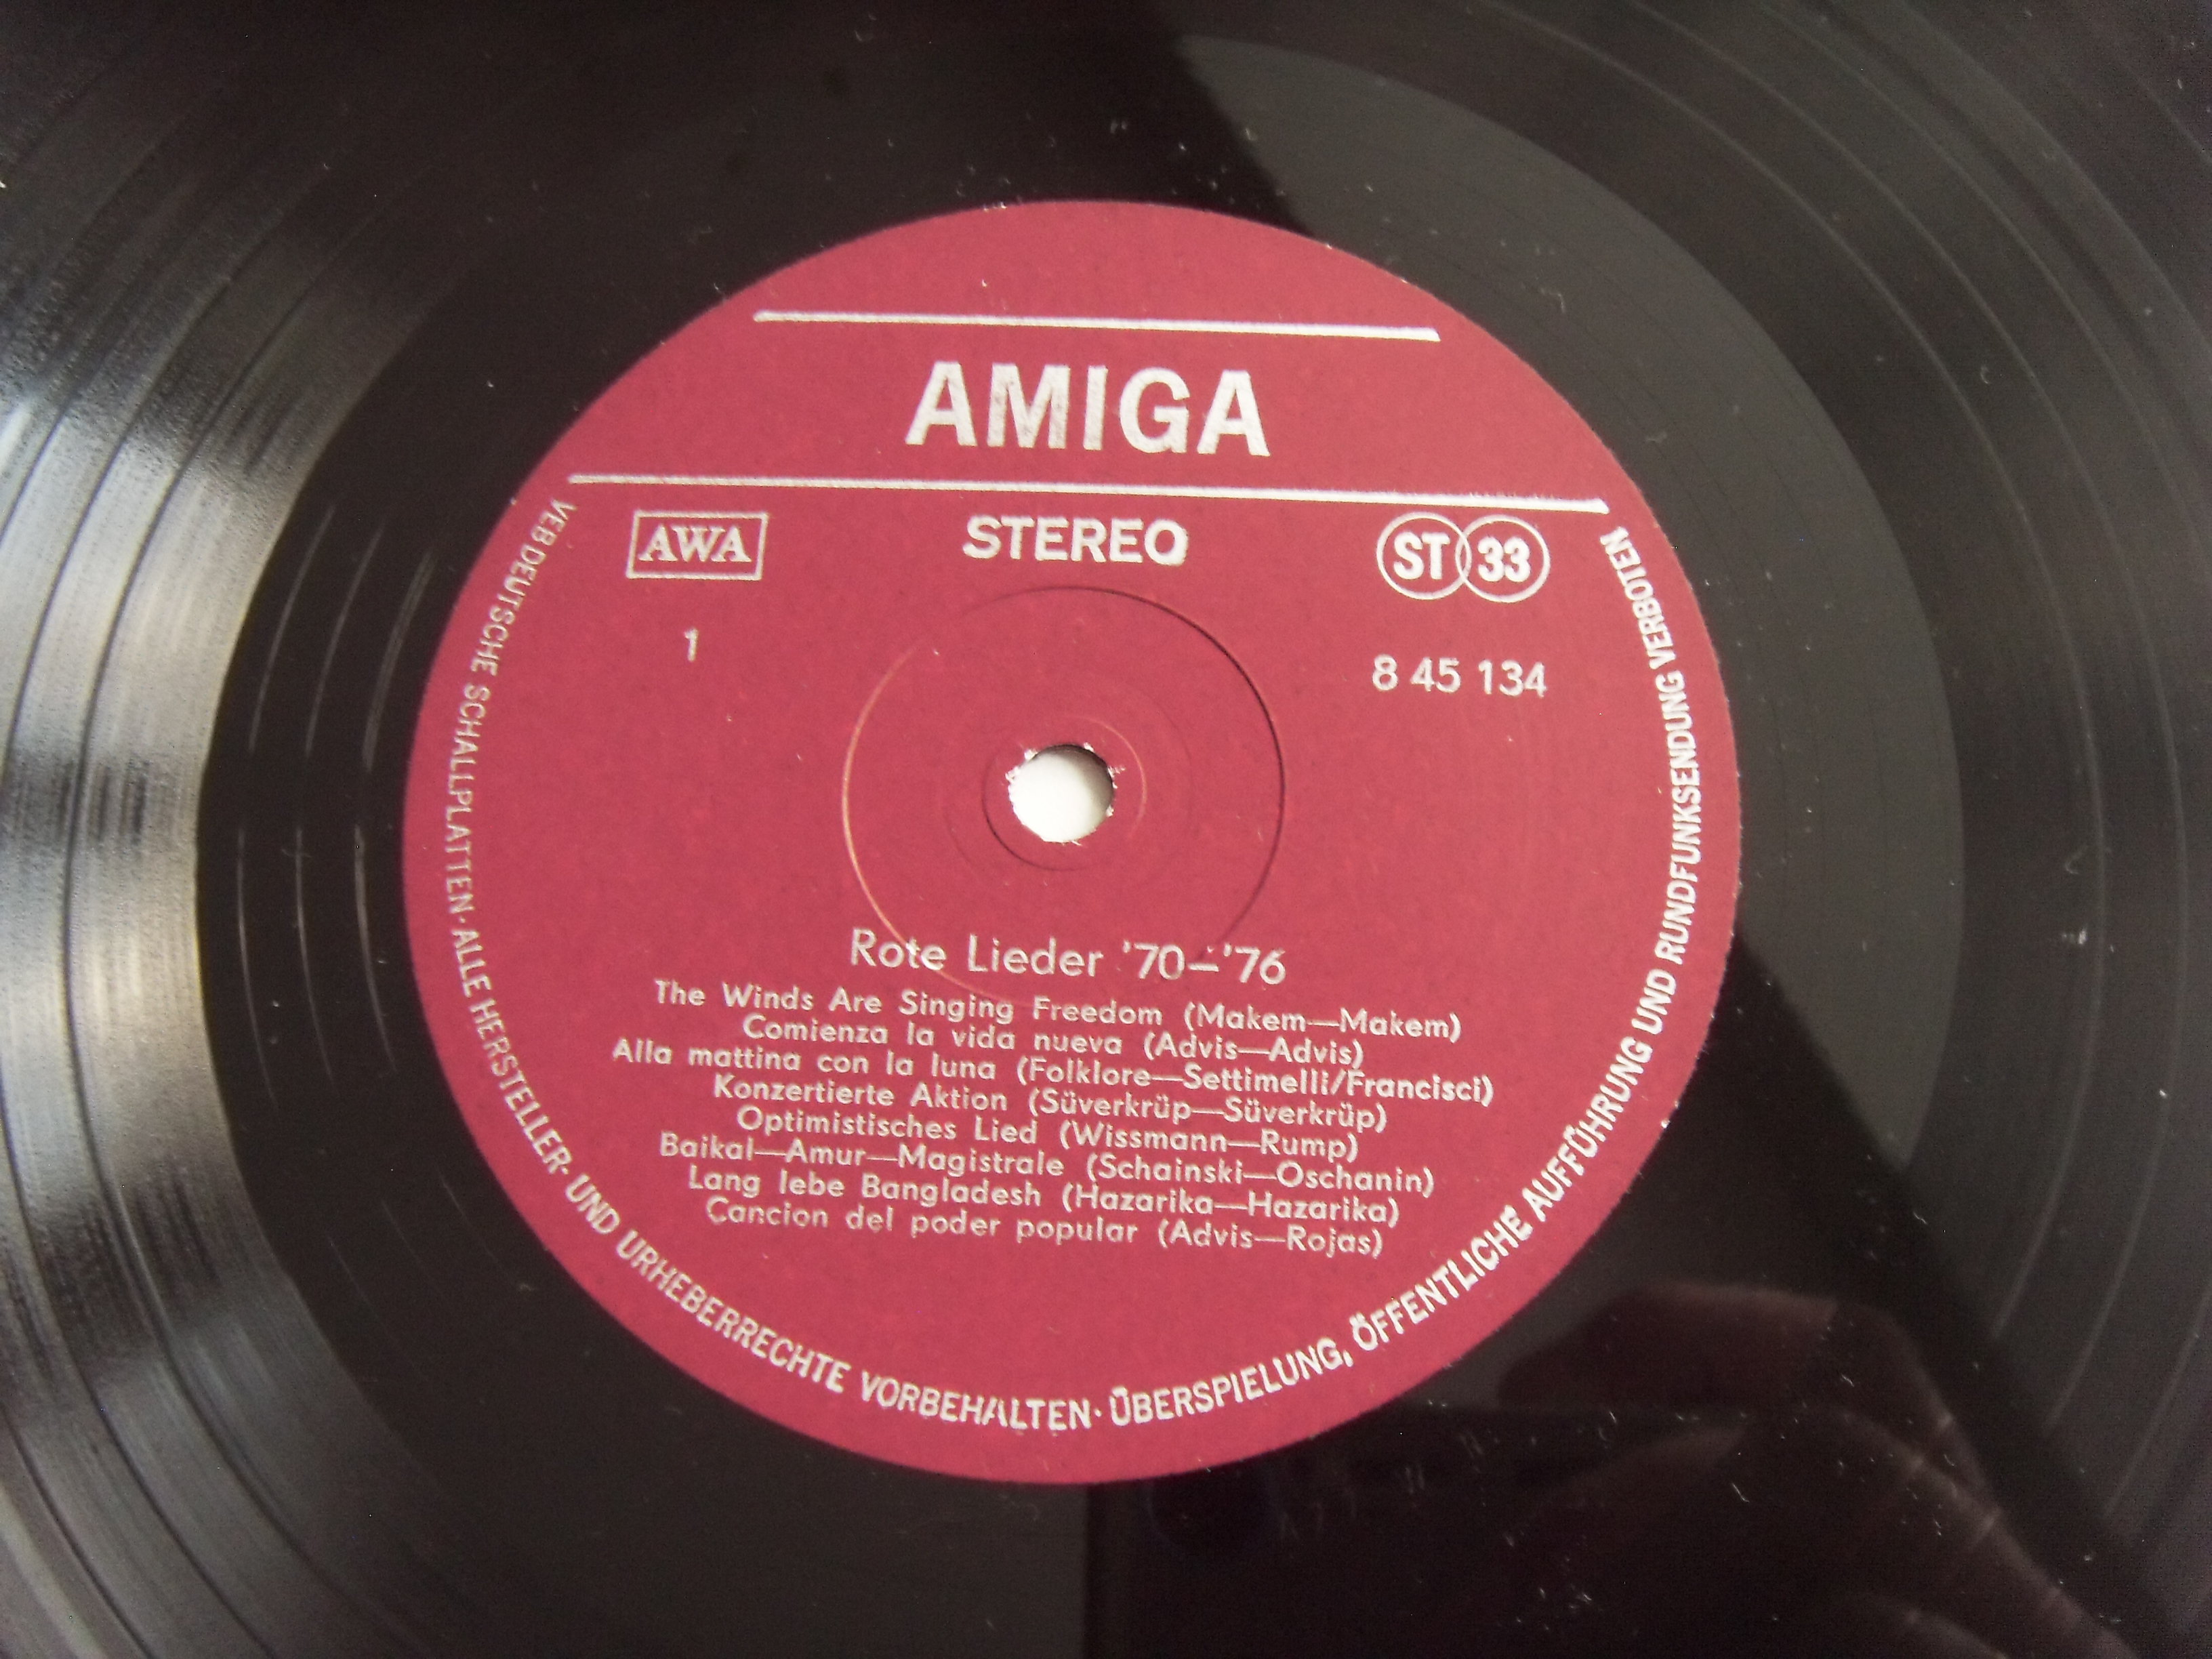 AMIGA
AWA
STEREO
ST 33
1
8 45 134
Rote Lieder '70–'76
The Winds Are Singing Freedom (Makem—Makem)
Comienza la vida nueva (Advis—Advis)
Alla mattina con la luna (Folklore—Settimelli/Francisci)
Konzertierte Aktion (Süverkrüp—Süverkrüp)
Optimistisches Lied (Wissmann—Rump)
Baikal—Amur—Magistrale (Schainski—Oschanin)
Lang lebe Bangladesh (Hazarika—Hazarika)
Cancion del poder popular (Advis—Rojas)
VEB DEUTSCHE SCHALLPLATTEN · ALLE HERSTELLER- UND URHEBERRECHTE VORBEHALTEN · ÜBERSPIELUNG, ÖFFENTLICHE AUFFÜHRUNG UND RUNDFUNKSENDUNG VERBOTEN